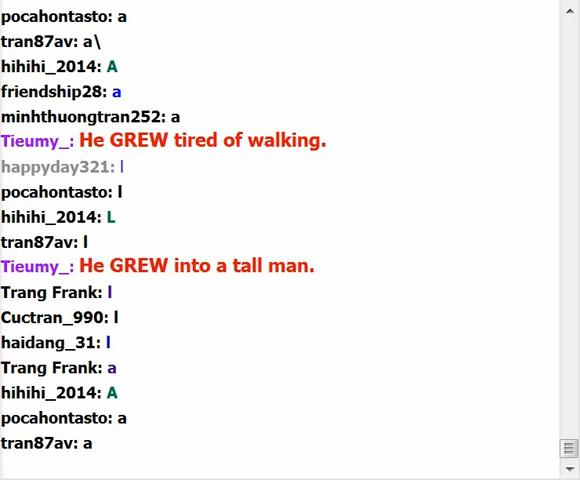 pocahontasto: a
tran87av: a\
hihihi_2014: A
friendship28: a
minhthuongtran252: a
Tieumy_: He GREW tired of walking.
happyday321: l
pocahontasto: l
hihihi_2014: L
tran87av: l
Tieumy_: He GREW into a tall man.
Trang Frank: l
Cuctran_990: l
haidang_31: l
Trang Frank: a
hihihi_2014: A
pocahontasto: a
tran87av: a